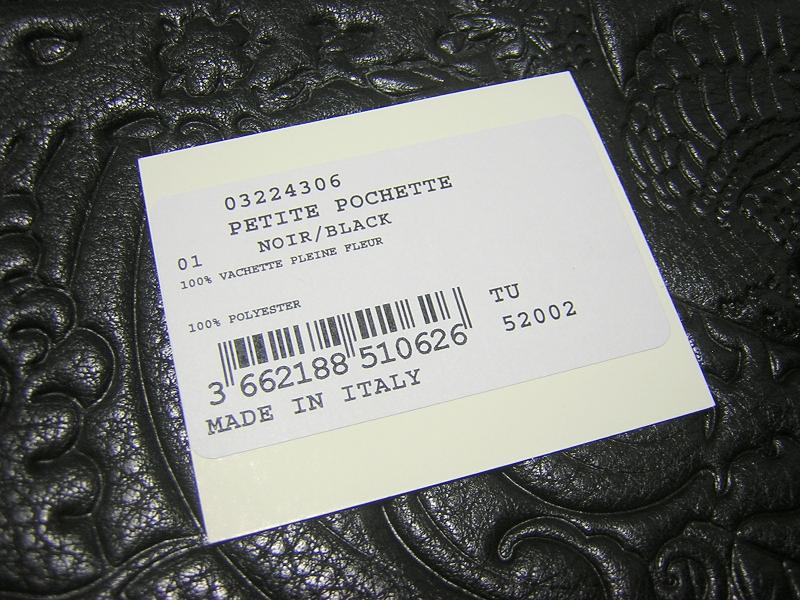 03224306
PETITE POCHETTE
01 NOIR/BLACK
100% VACHETTE PLEINE FLEUR
100% POLYESTER
TU
52002
3 662188 510626
MADE IN ITALY